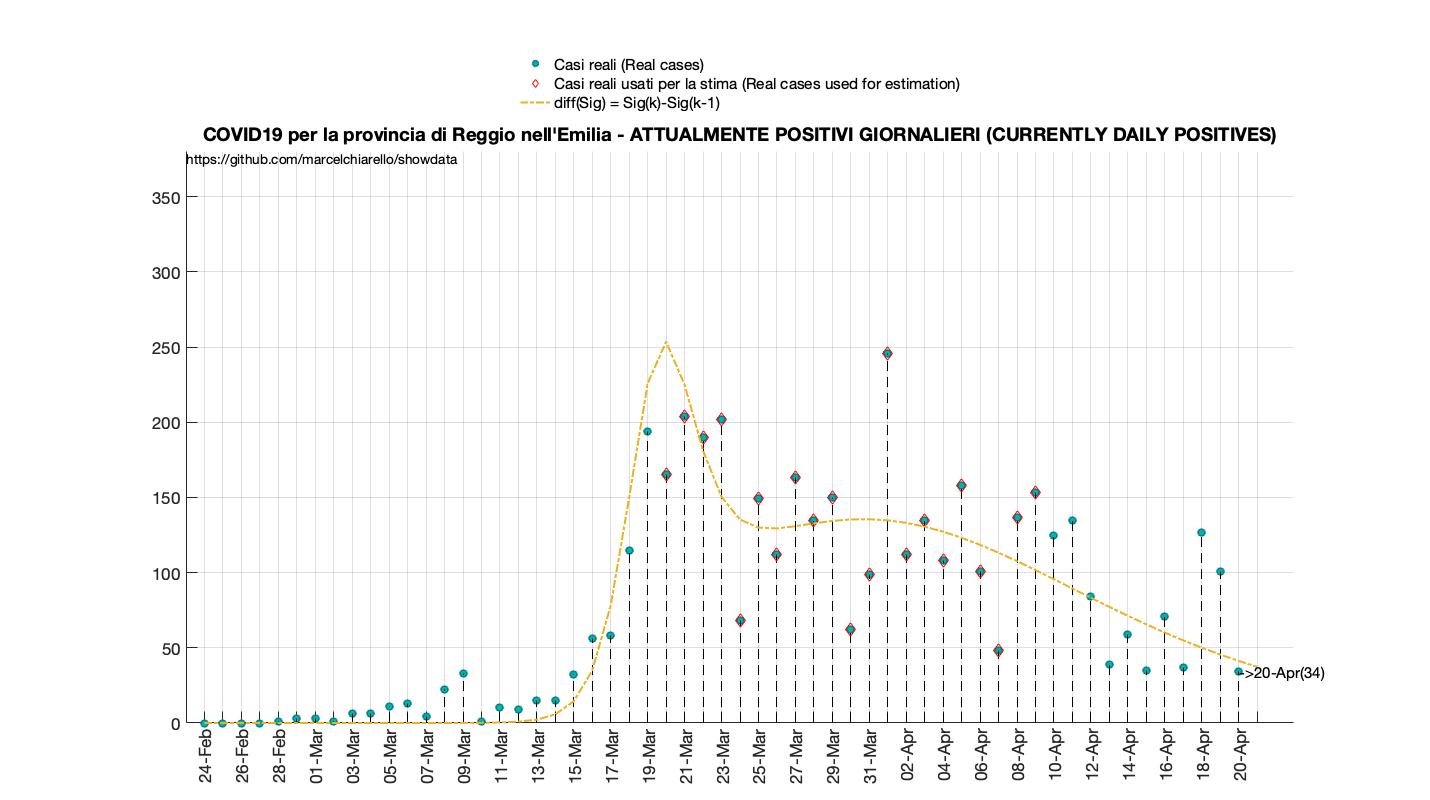 Casi reali (Real cases)
Casi reali usati per la stima (Real cases used for estimation)
diff(Sig) = Sig(k)-Sig(k-1)
COVID19 per la provincia di Reggio nell'Emilia - ATTUALMENTE POSITIVI GIORNALIERI (CURRENTLY DAILY POSITIVES)
https://github.com/marcelchiarello/showdata
350
300
250
200
150
100
50
0
->20-Apr(34)
24-Feb
26-Feb
28-Feb
01-Mar
03-Mar
05-Mar
07-Mar
09-Mar
11-Mar
13-Mar
15-Mar
17-Mar
19-Mar
21-Mar
23-Mar
25-Mar
27-Mar
29-Mar
31-Mar
02-Apr
04-Apr
06-Apr
08-Apr
10-Apr
12-Apr
14-Apr
16-Apr
18-Apr
20-Apr